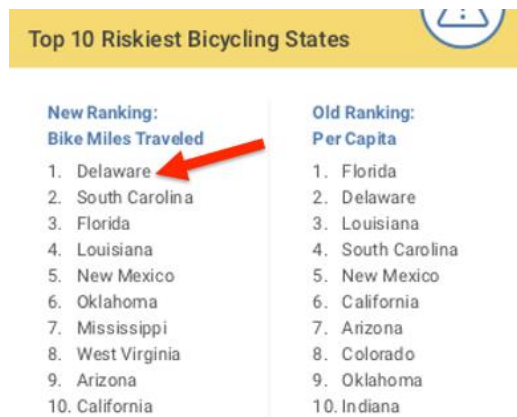 Top 10 Riskiest Bicycling States
New Ranking:
Bike Miles Traveled
1. Delaware
2. South Carolina
3. Florida
4. Louisiana
5. New Mexico
6. Oklahoma
7. Mississippi
8. West Virginia
9. Arizona
10. California
Old Ranking:
Per Capita
1. Florida
2. Delaware
3. Louisiana
4. South Carolina
5. New Mexico
6. California
7. Arizona
8. Colorado
9. Oklahoma
10. Indiana